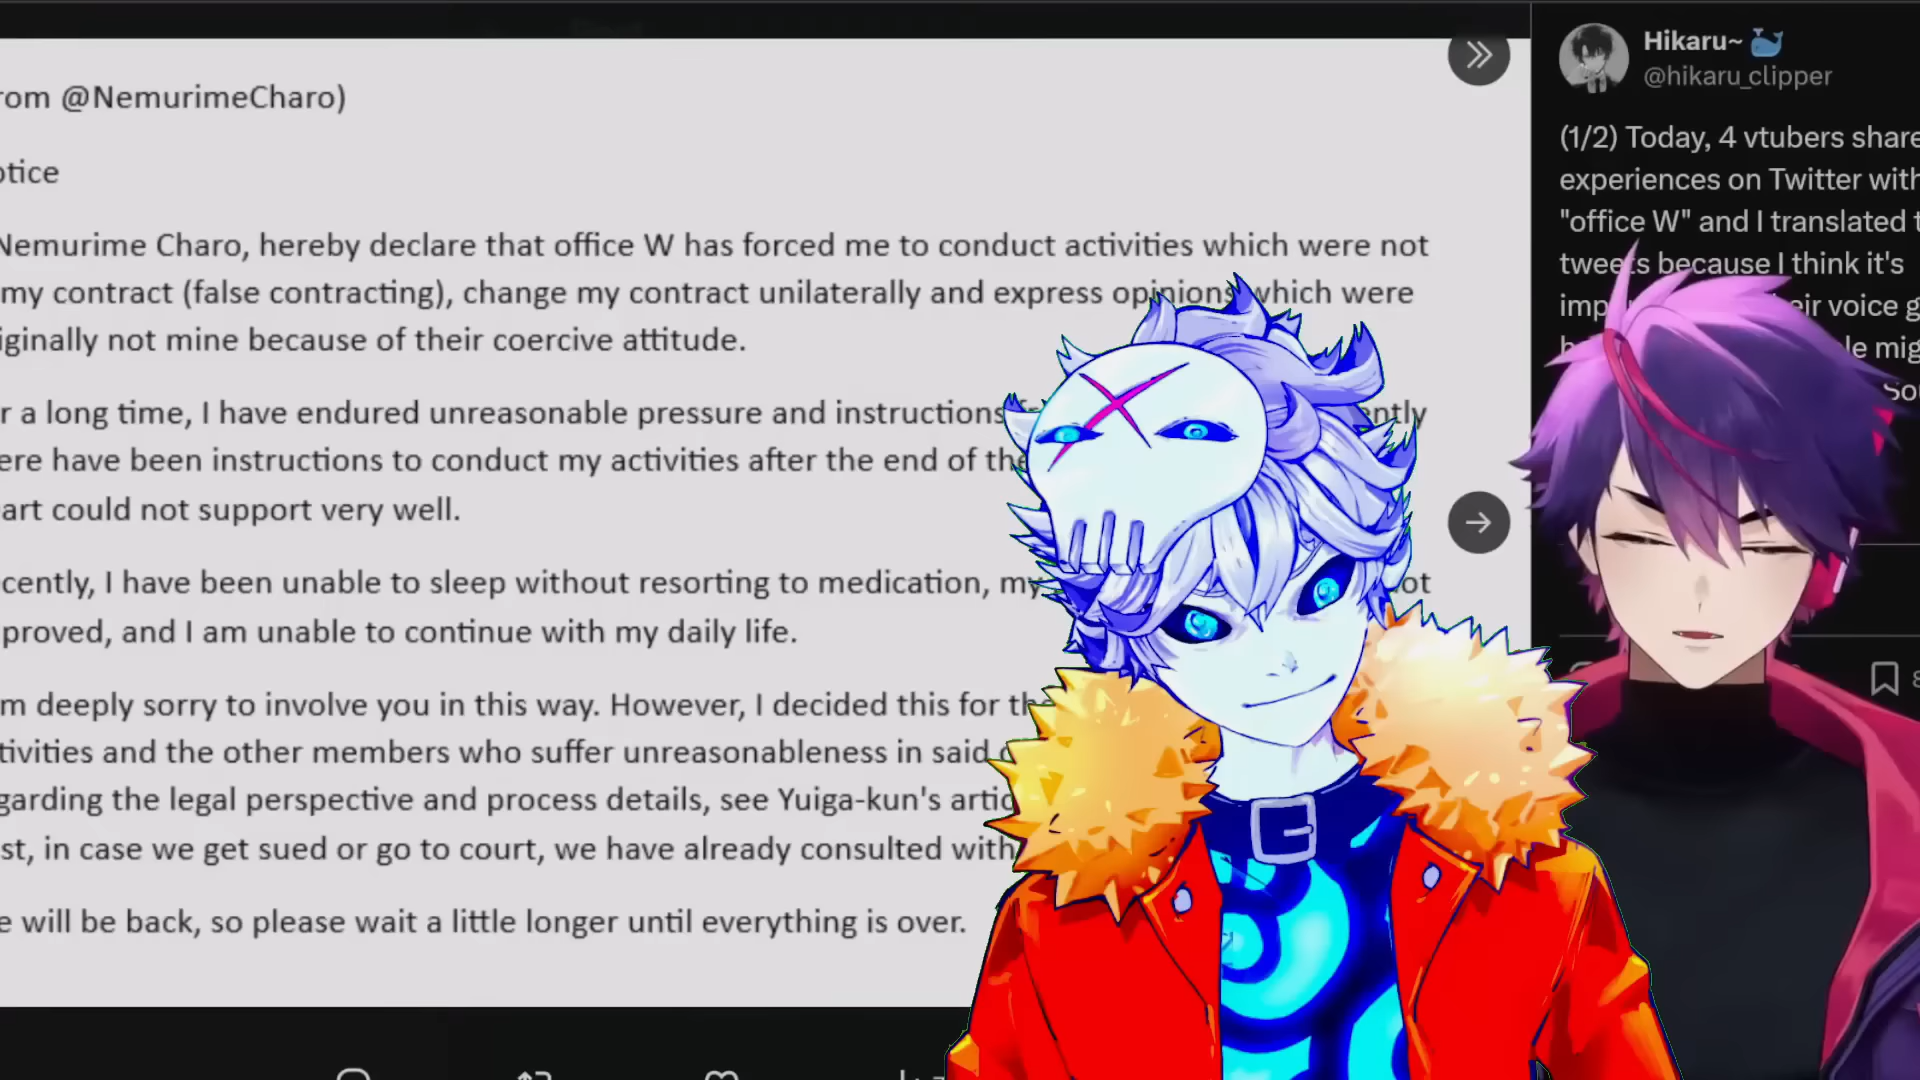 rom @NemurimeCharo)
otice
Nemurime Charo, hereby declare that office W has forced me to conduct activities which were not
my contract (false contracting), change my contract unilaterally and express opinions which were
iginally not mine because of their coercive attitude.
r a long time, I have endured unreasonable pressure and instructions ently
ere have been instructions to conduct my activities after the end of the
art could not support very well.
cently, I have been unable to sleep without resorting to medication, my ot
proved, and I am unable to continue with my daily life.
m deeply sorry to involve you in this way. However, I decided this for the
tivities and the other members who suffer unreasonableness in said
garding the legal perspective and process details, see Yuiga-kun's artic
st, in case we get sued or go to court, we have already consulted with
e will be back, so please wait a little longer until everything is over.
Hikaru~
@hikaru_clipper
(1/2) Today, 4 vtubers share
experiences on Twitter with
"office W" and I translated t
tweets because I think it's
imp eir voice g
le mig
So